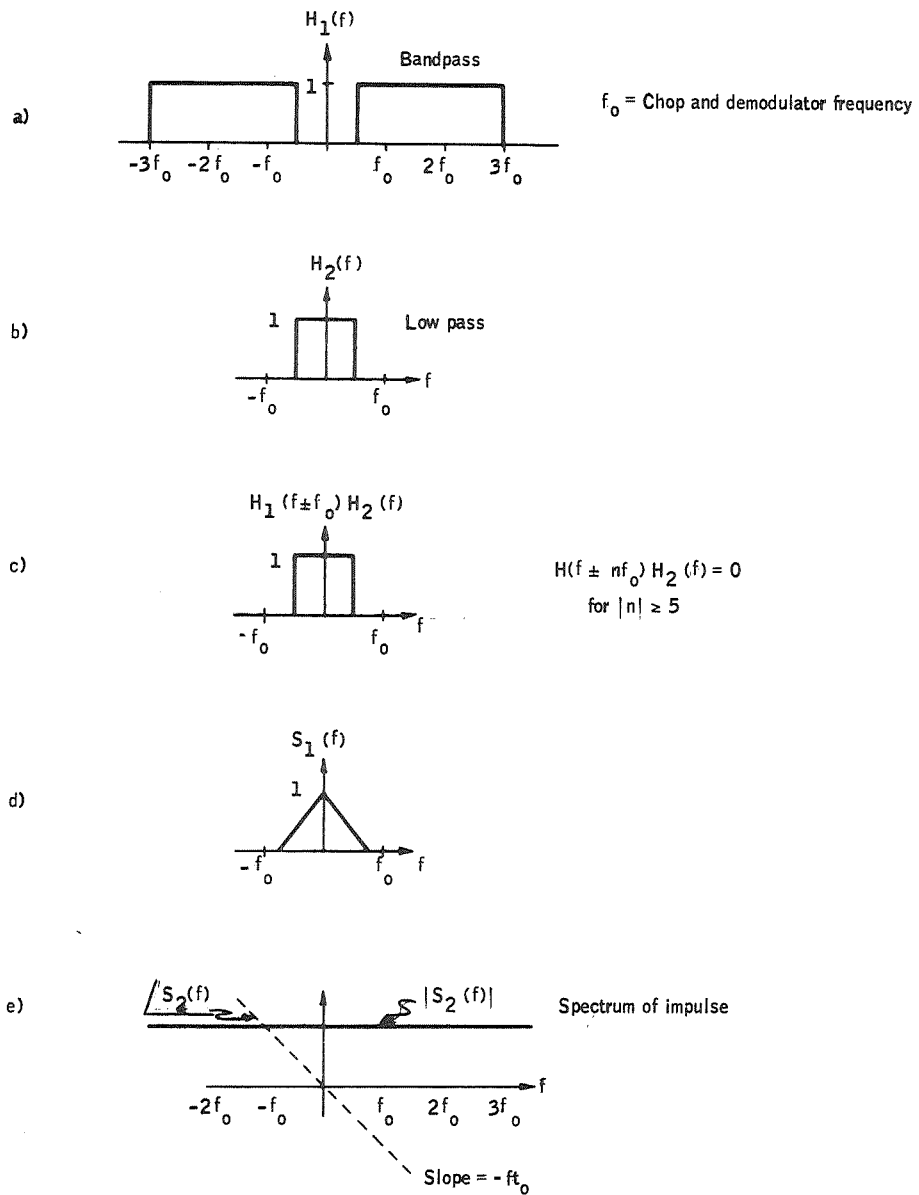 H₁(f)
Bandpass
a)
1
f₀ = Chop and demodulator frequency
-3f₀ -2f₀ -f₀ f₀ 2f₀ 3f₀
H₂(f)
b)
1
Low pass
-f₀ f₀ f
H₁(f±f₀) H₂(f)
c)
1
H(f ± nf₀) H₂(f) = 0
for |n| ≥ 5
-f₀ f₀ f
S₁(f)
d)
1
-f₀ f₀ f
e)
∠S₂(f)
|S₂(f)|
Spectrum of impulse
f
-2f₀ -f₀ f₀ 2f₀ 3f₀
Slope = - ft₀